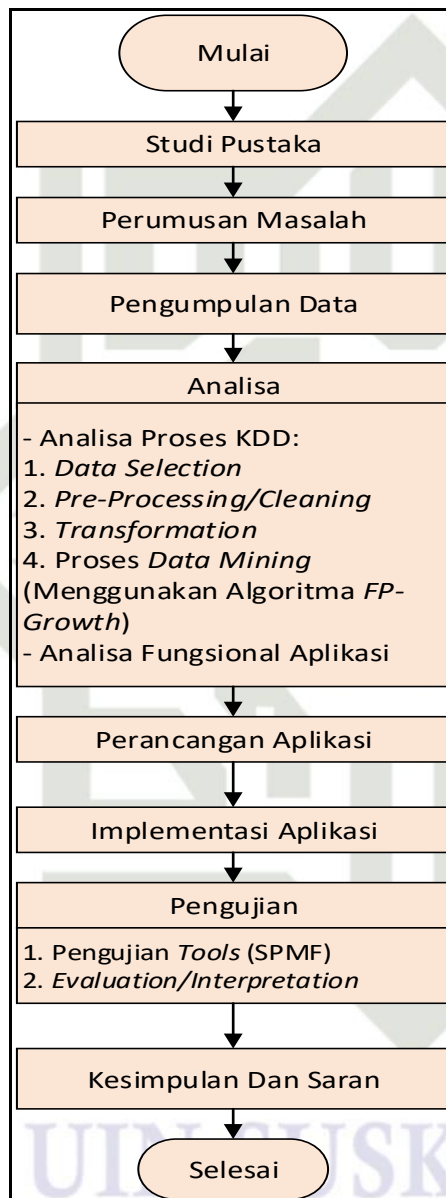 Mulai
Studi Pustaka
Perumusan Masalah
Pengumpulan Data
Analisa
- Analisa Proses KDD:
1. Data Selection
2. Pre-Processing/Cleaning
3. Transformation
4. Proses Data Mining
(Menggunakan Algoritma FP-
Growth)
- Analisa Fungsional Aplikasi
Perancangan Aplikasi
Implementasi Aplikasi
Pengujian
1. Pengujian Tools (SPMF)
2. Evaluation/Interpretation
Kesimpulan Dan Saran
UIN SUSK
Selesai